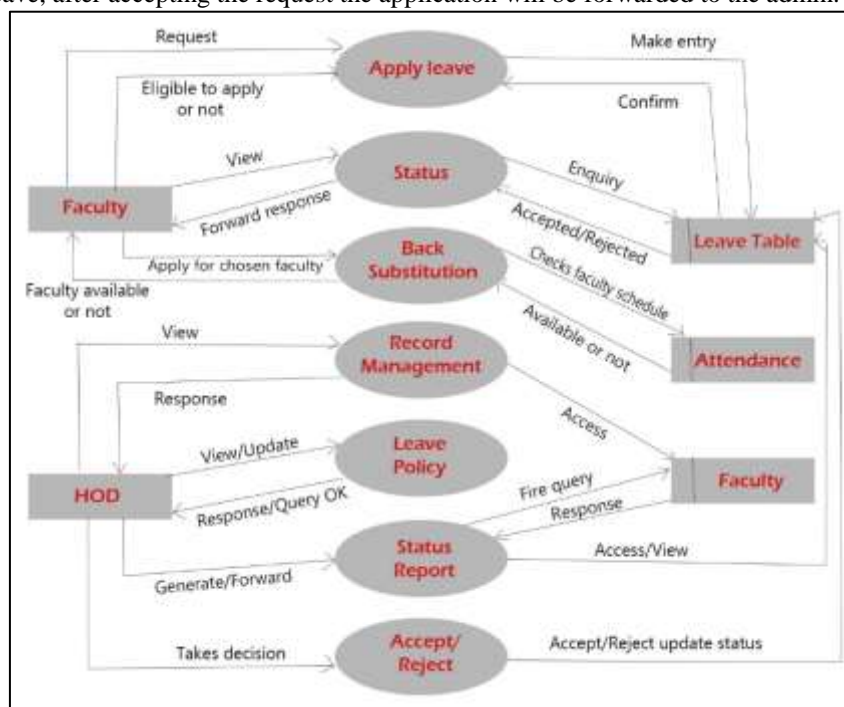 ave, after accepting the request the application will be forwarded to the admin.
Request
Apply leave
Make entry
Eligible to apply
or not
Confirm
View
Status
Enquiry
Faculty
Forward response
Accepted/Rejected
Leave Table
Apply for chosen faculty
Back
Substitution
Checks faculty schedule
Faculty available
or not
Available or not
View
Record
Management
Attendance
Response
Access
View/Update
Leave
Policy
HOD
Response/Query OK
Fire query
Faculty
Response
Generate/Forward
Status
Report
Access/View
Takes decision
Accept/
Reject
Accept/Reject update status